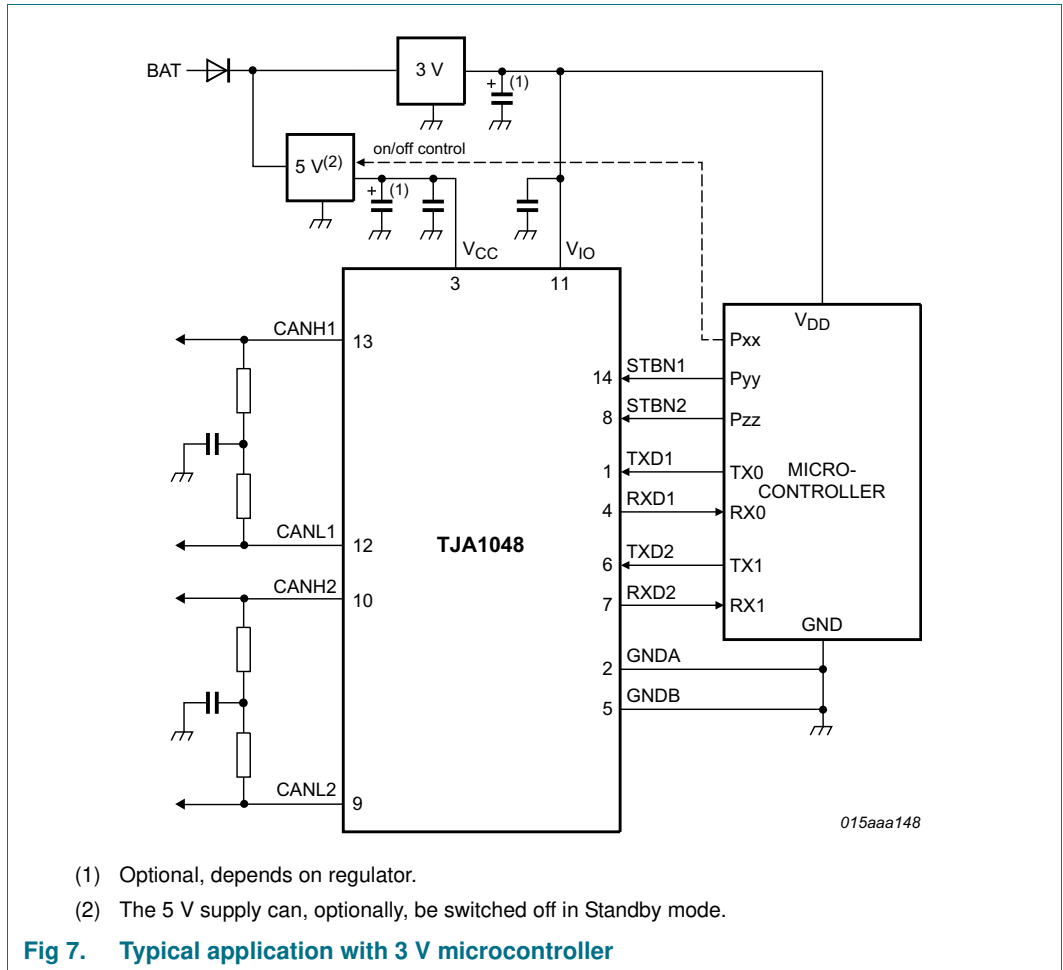 BAT
3 V
+ (1)
on/off control
5 V(2)
+ (1)
VCC
VIO
3
11
VDD
CANH1
13
Pxx
14
STBN1
Pyy
8
STBN2
Pzz
1
TXD1
TX0
MICRO-
CONTROLLER
4
RXD1
RX0
CANL1
12
TJA1048
6
TXD2
TX1
CANH2
10
7
RXD2
RX1
GND
2
GNDA
5
GNDB
CANL2
9
015aaa148
(1) Optional, depends on regulator.
(2) The 5 V supply can, optionally, be switched off in Standby mode.
Fig 7. Typical application with 3 V microcontroller